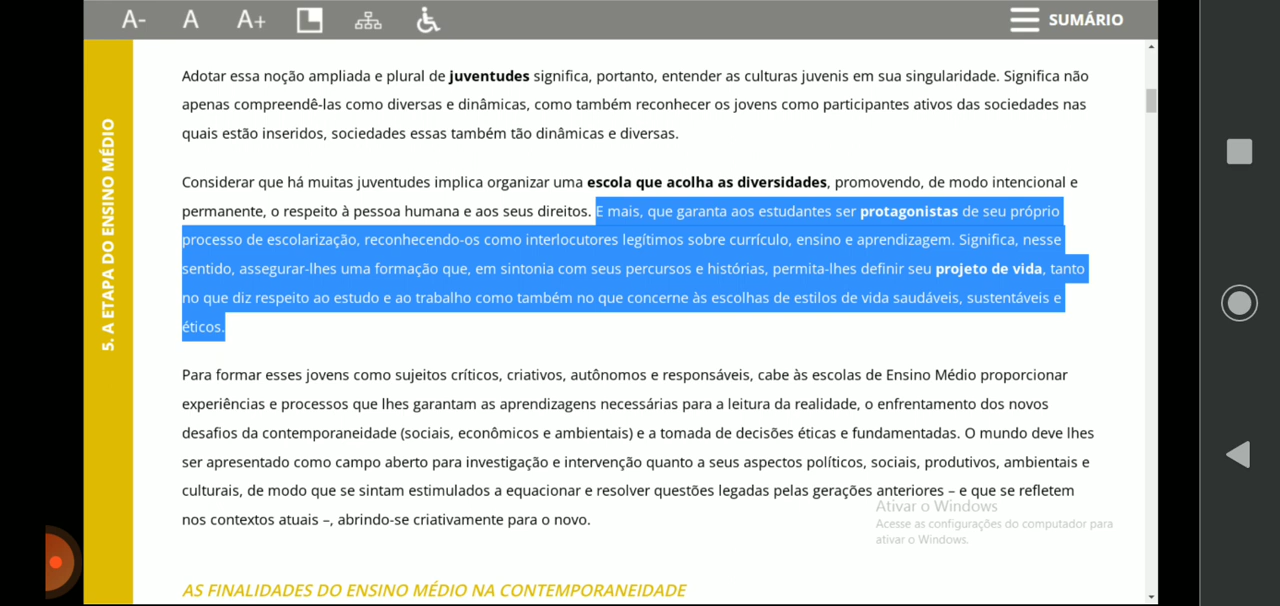 A- A A+ SUMÁRIO
5. A ETAPA DO ENSINO MÉDIO
Adotar essa noção ampliada e plural de juventudes significa, portanto, entender as culturas juvenis em sua singularidade. Significa não
apenas compreendê-las como diversas e dinâmicas, como também reconhecer os jovens como participantes ativos das sociedades nas
quais estão inseridos, sociedades essas também tão dinâmicas e diversas.
Considerar que há muitas juventudes implica organizar uma escola que acolha as diversidades, promovendo, de modo intencional e
permanente, o respeito à pessoa humana e aos seus direitos. E mais, que garanta aos estudantes ser protagonistas de seu próprio
processo de escolarização, reconhecendo-os como interlocutores legítimos sobre currículo, ensino e aprendizagem. Significa, nesse
sentido, assegurar-lhes uma formação que, em sintonia com seus percursos e histórias, permita-lhes definir seu projeto de vida, tanto
no que diz respeito ao estudo e ao trabalho como também no que concerne às escolhas de estilos de vida saudáveis, sustentáveis e
éticos.
Para formar esses jovens como sujeitos críticos, criativos, autônomos e responsáveis, cabe às escolas de Ensino Médio proporcionar
experiências e processos que lhes garantam as aprendizagens necessárias para a leitura da realidade, o enfrentamento dos novos
desafios da contemporaneidade (sociais, econômicos e ambientais) e a tomada de decisões éticas e fundamentadas. O mundo deve lhes
ser apresentado como campo aberto para investigação e intervenção quanto a seus aspectos políticos, sociais, produtivos, ambientais e
culturais, de modo que se sintam estimulados a equacionar e resolver questões legadas pelas gerações anteriores – e que se refletem
nos contextos atuais –, abrindo-se criativamente para o novo.
Ativar o Windows
Acesse as configurações do computador para
ativar o Windows.
AS FINALIDADES DO ENSINO MÉDIO NA CONTEMPORANEIDADE